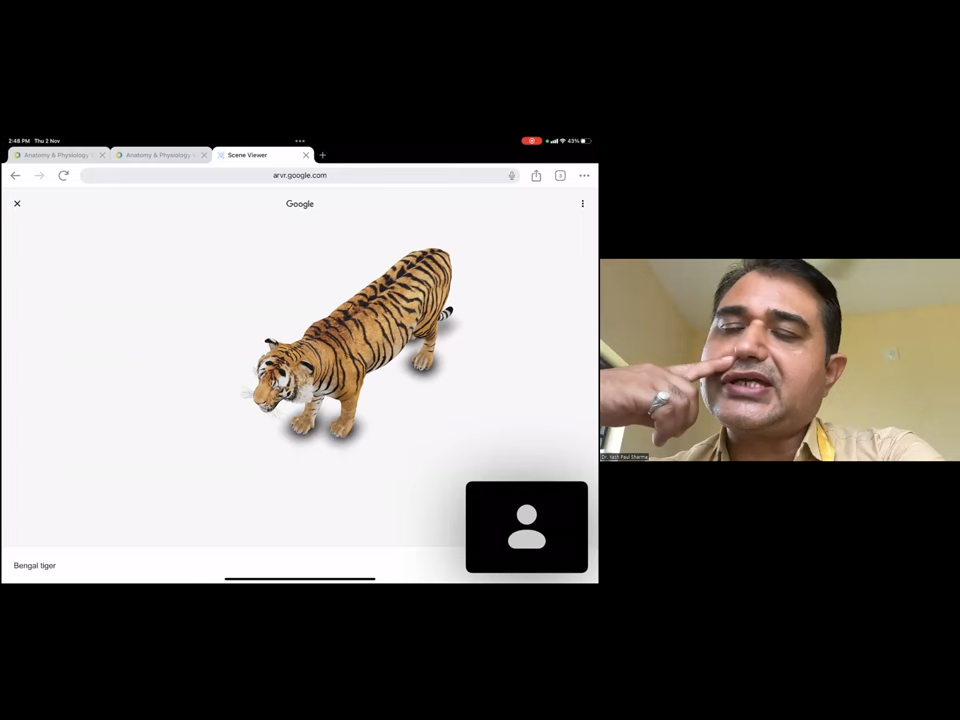 2:48 PM Thu 2 Nov
43%
Anatomy & Physiology
Anatomy & Physiology
Scene Viewer
arvr.google.com
3
Google
Bengal tiger
Dr. Yash Paul Sharma